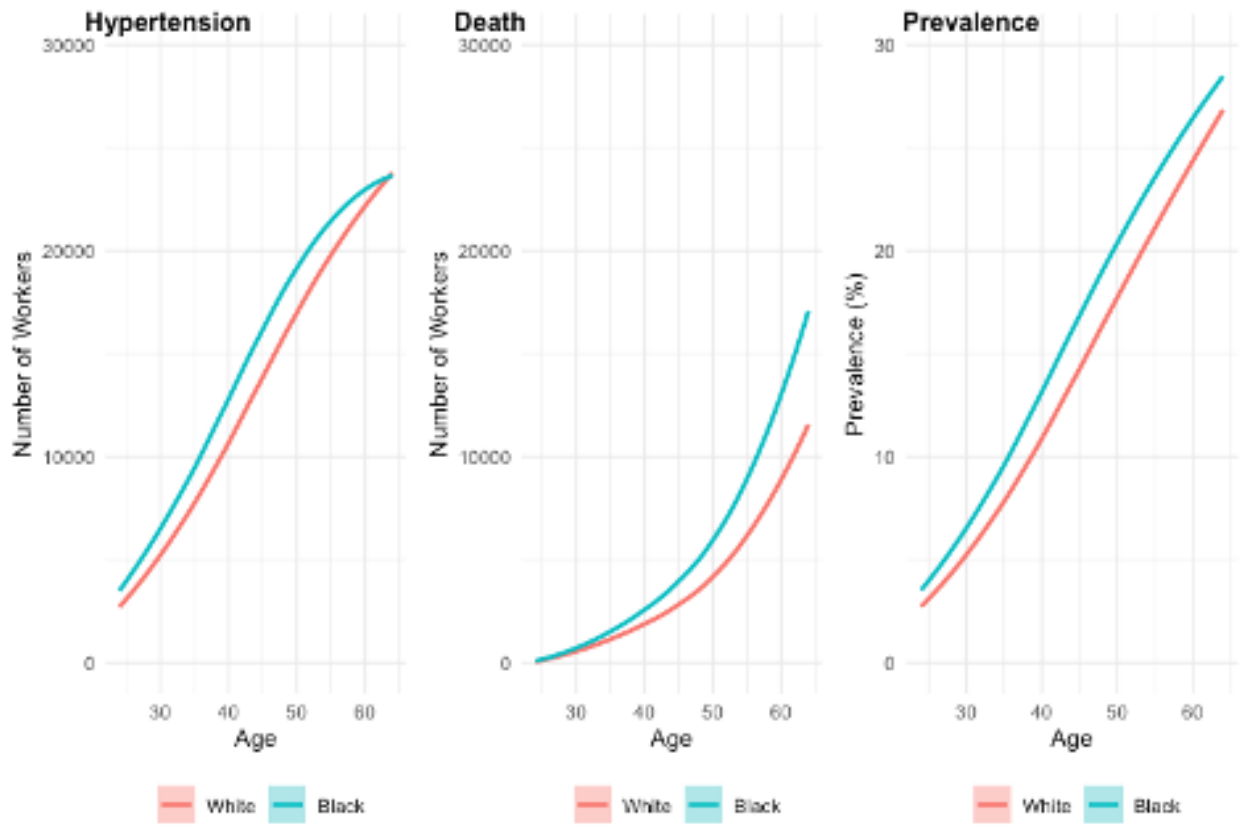 Hypertension
30000
20000
10000
0
Number of Workers
30 40 50 60
Age
White Black
Death
30000
20000
10000
0
Number of Workers
30 40 50 60
Age
White Black
Prevalence
30
20
10
0
Prevalence (%)
30 40 50 60
Age
White Black